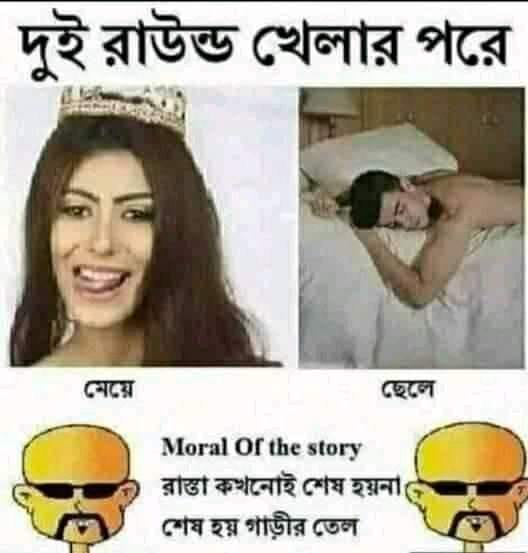 দুই রাউন্ড খেলার পরে
মেয়ে
ছেলে
Moral Of the story
রাস্তা কখনোই শেষ হয়না
শেষ হয় গাড়ীর তেল